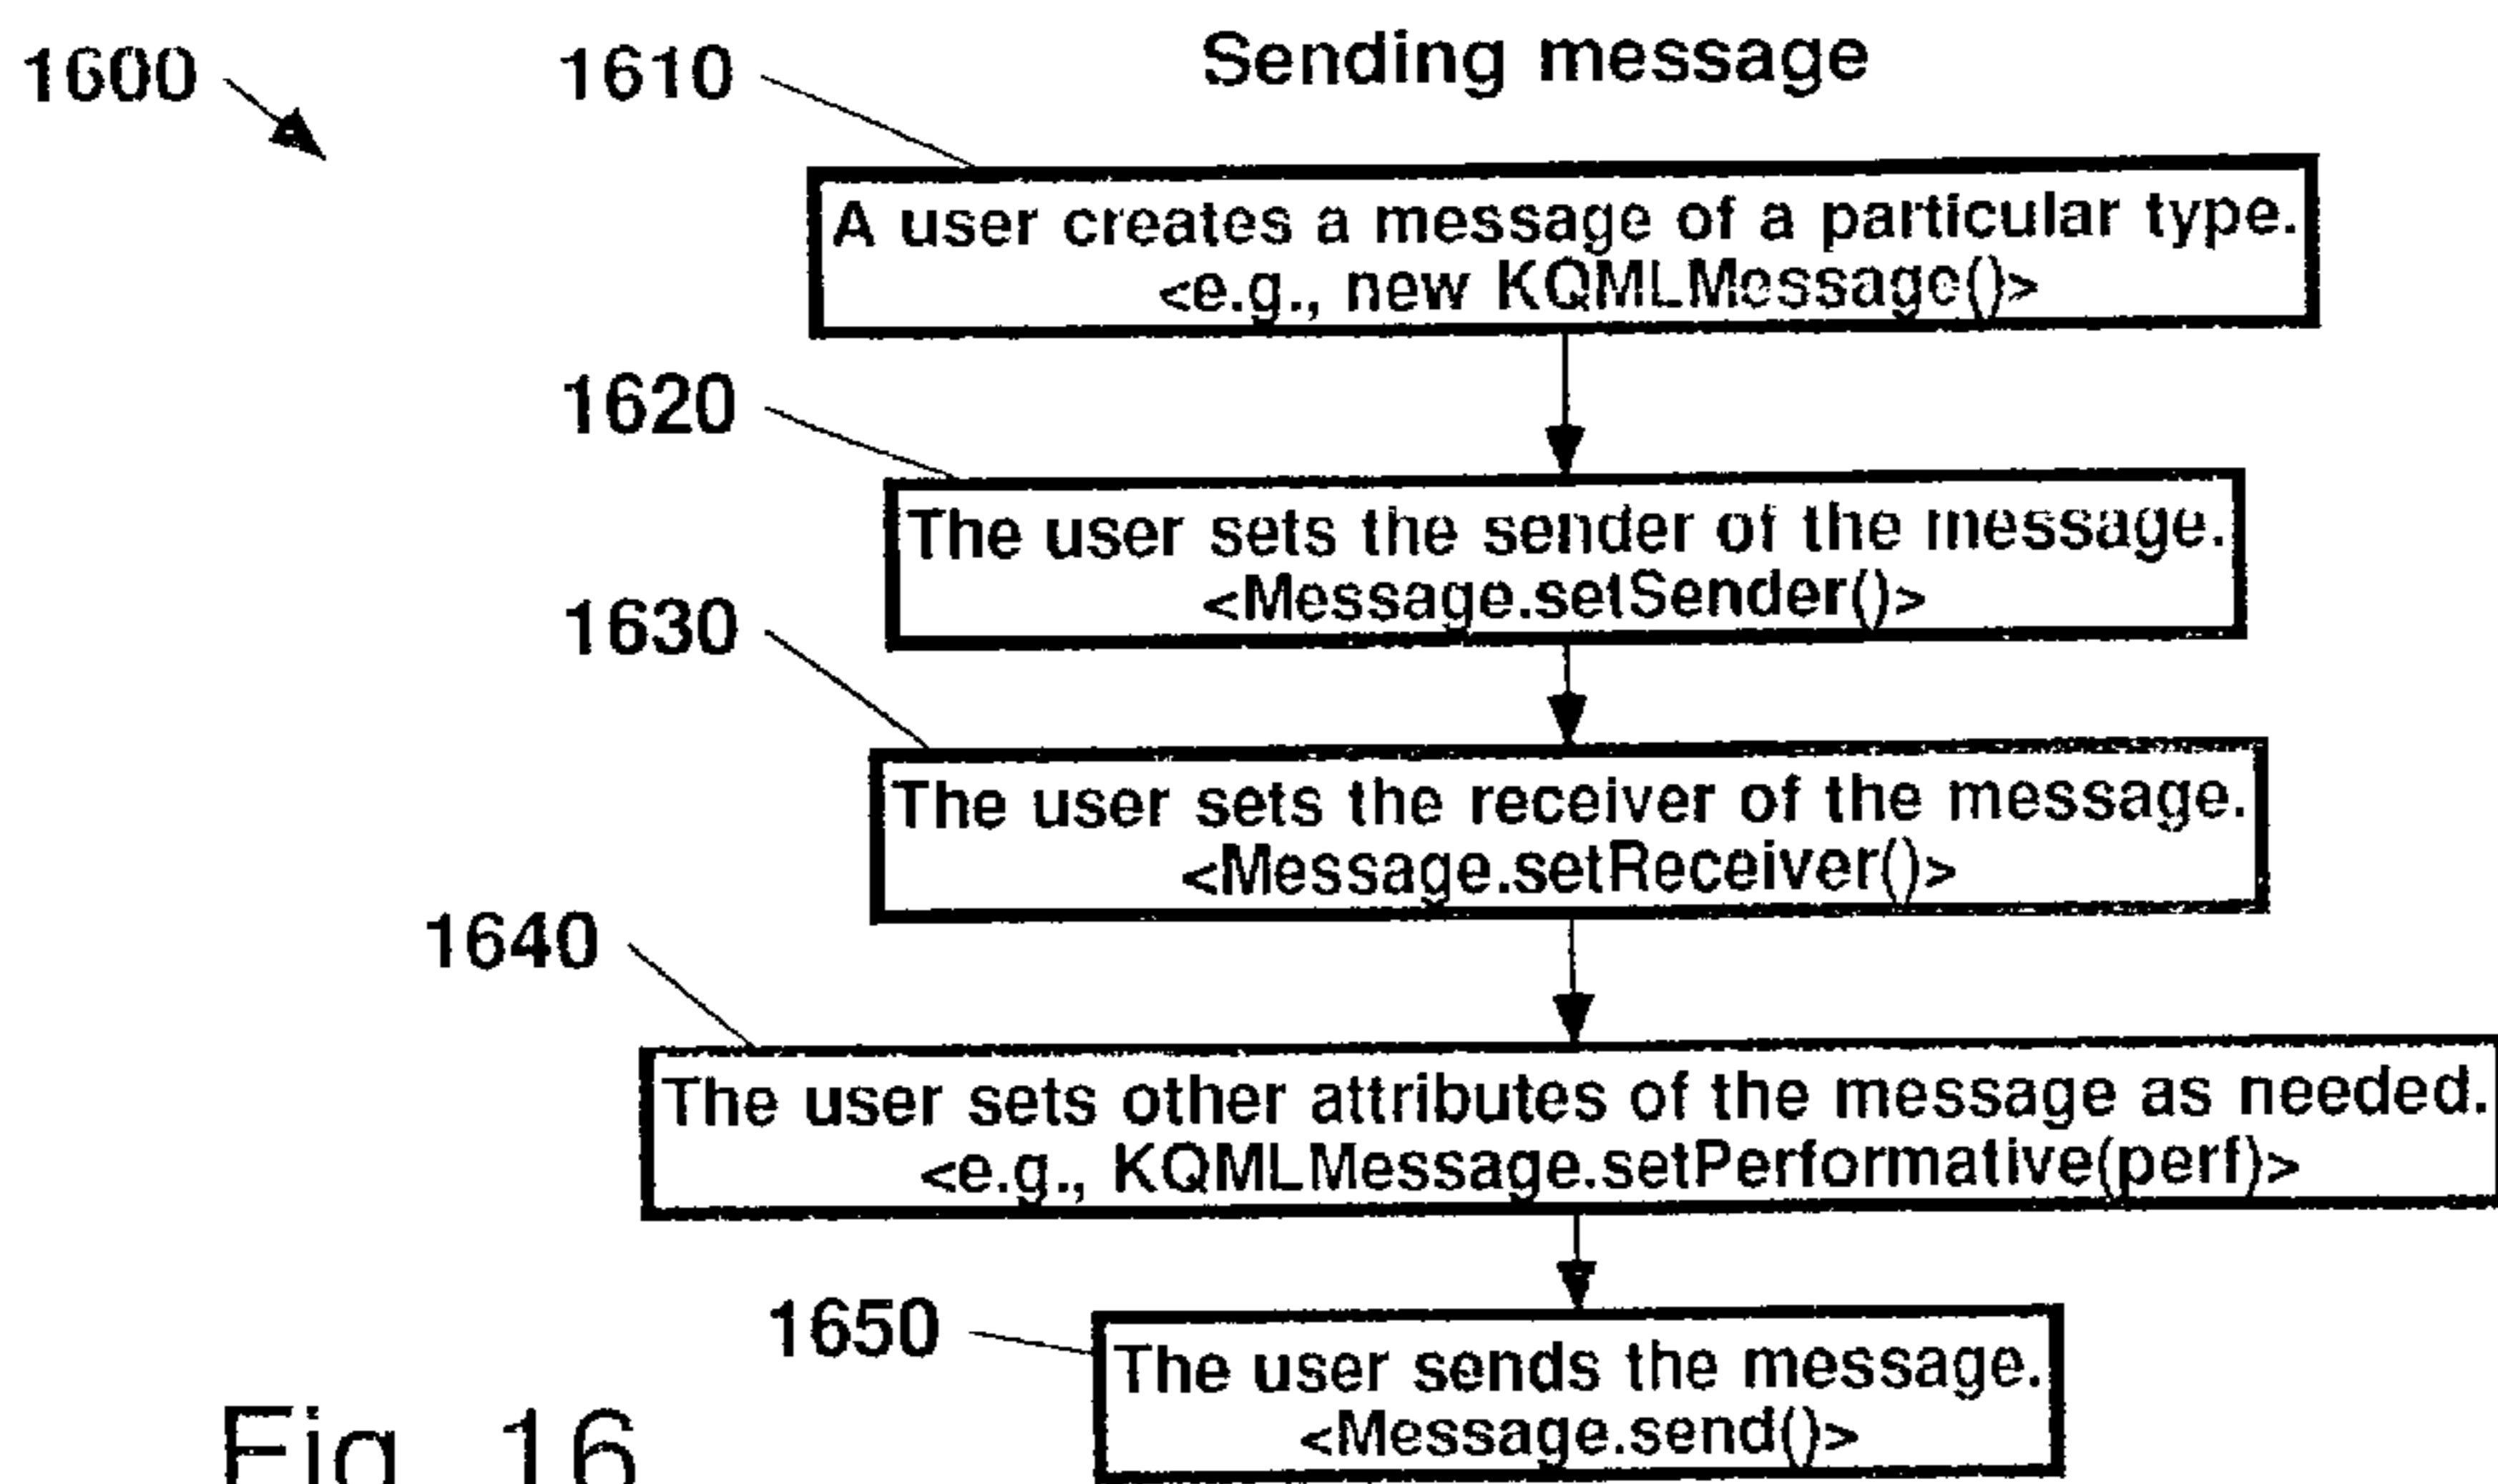 1600
1610
Sending message
A user creates a message of a particular type.
<e.g., new KQMLMessage()>
1620
The user sets the sender of the message.
<Message.setSender()>
1630
The user sets the receiver of the message.
<Message.setReceiver()>
1640
The user sets other attributes of the message as needed.
<e.g., KQMLMessage.setPerformative(perf)>
1650
The user sends the message.
<Message.send()>
Fig 16